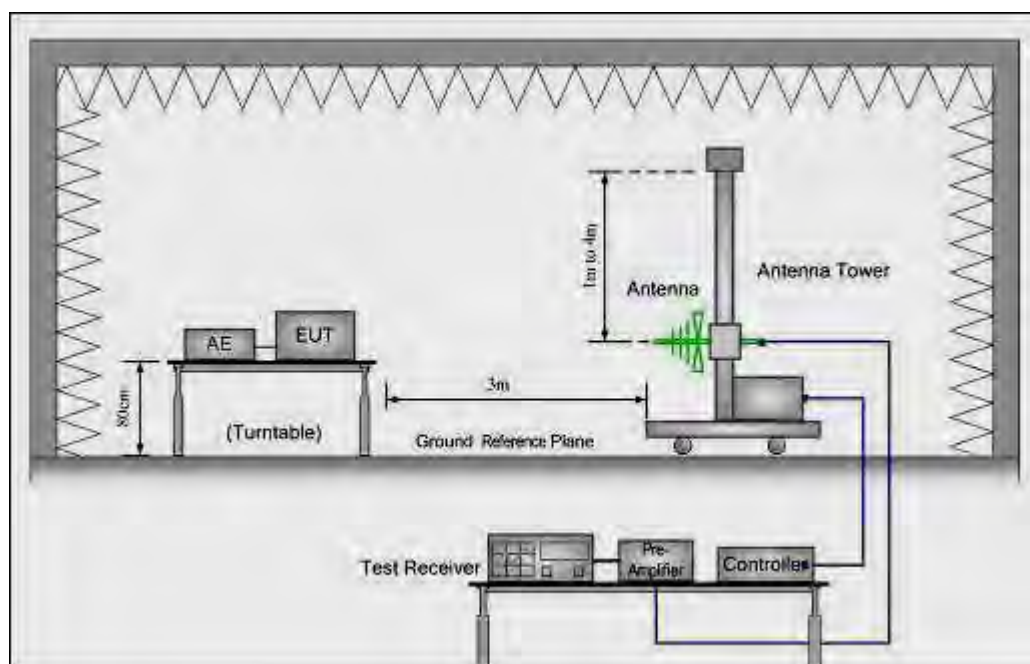 1m to 4m
Antenna
Antenna Tower
AE
EUT
80cm
(Turntable)
3m
Ground Reference Plane
Test Receiver
Pre-
Amplifier
Controller